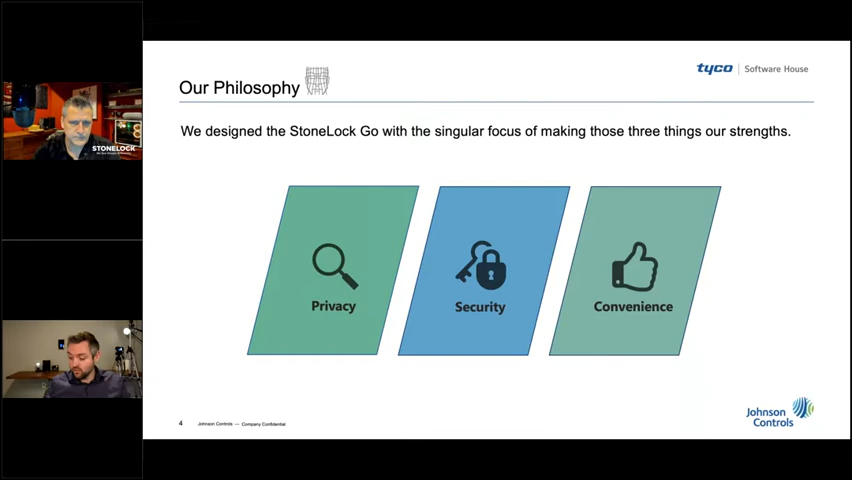 STONELOCK
Our Philosophy
tyco | Software House
We designed the StoneLock Go with the singular focus of making those three things our strengths.
Privacy
Security
Convenience
4
Johnson Controls — Company Confidential
Johnson
Controls